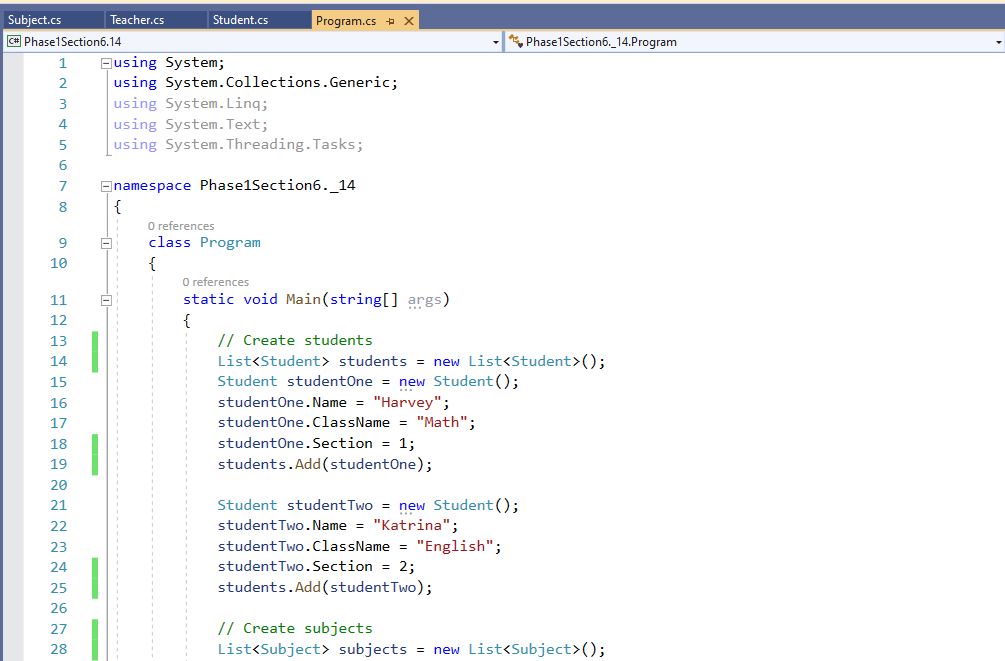 Subject.cs Teacher.cs Student.cs Program.cs
C# Phase1Section6.14 Phase1Section6._14.Program
1 using System;
2 using System.Collections.Generic;
3 using System.Linq;
4 using System.Text;
5 using System.Threading.Tasks;
6
7 namespace Phase1Section6._14
8 {
0 references
9 class Program
10 {
0 references
11 static void Main(string[] args)
12 {
13 // Create students
14 List<Student> students = new List<Student>();
15 Student studentOne = new Student();
16 studentOne.Name = "Harvey";
17 studentOne.ClassName = "Math";
18 studentOne.Section = 1;
19 students.Add(studentOne);
20
21 Student studentTwo = new Student();
22 studentTwo.Name = "Katrina";
23 studentTwo.ClassName = "English";
24 studentTwo.Section = 2;
25 students.Add(studentTwo);
26
27 // Create subjects
28 List<Subject> subjects = new List<Subject>();